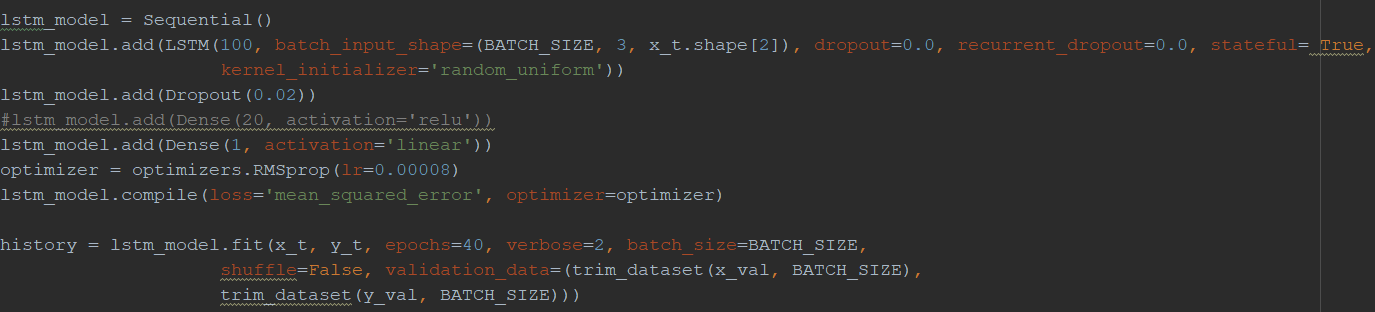 lstm_model = Sequential()
lstm_model.add(LSTM(100, batch_input_shape=(BATCH_SIZE, 3, x_t.shape[2]), dropout=0.0, recurrent_dropout=0.0, stateful= True,
kernel_initializer='random_uniform'))
lstm_model.add(Dropout(0.02))
#lstm_model.add(Dense(20, activation='relu'))
lstm_model.add(Dense(1, activation='linear'))
optimizer = optimizers.RMSprop(lr=0.00008)
lstm_model.compile(loss='mean_squared_error', optimizer=optimizer)
history = lstm_model.fit(x_t, y_t, epochs=40, verbose=2, batch_size=BATCH_SIZE,
shuffle=False, validation_data=(trim_dataset(x_val, BATCH_SIZE),
trim_dataset(y_val, BATCH_SIZE)))